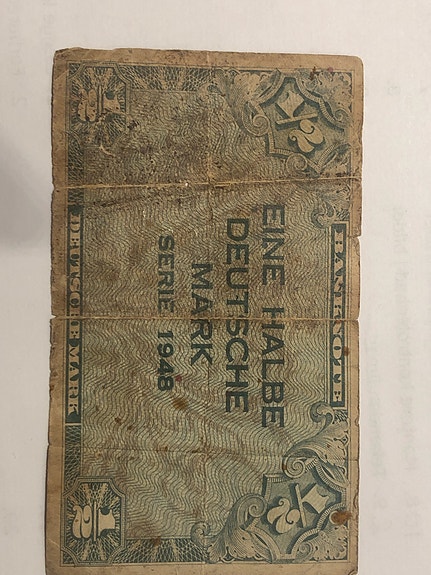 1/2
1/2
BANKNOTE
EINE HALBE
DEUTSCHE
MARK
SERIE 1948
1/2
1/2
DEUTSCHE MARK